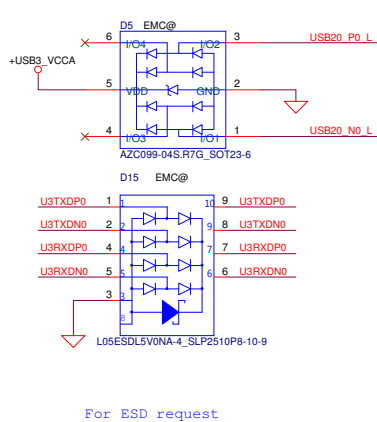 D5 EMC@
6 I/O4 I/O2 3 USB20_P0_L
+USB3_VCCA
5 VDD GND 2
4 I/O3 I/O1 1 USB20_N0_L
AZC099-04S.R7G_SOT23-6
D15 EMC@
U3TXDP0 1 1 10 9 U3TXDP0
U3TXDN0 2 2 9 8 U3TXDN0
U3RXDP0 4 4 7 7 U3RXDP0
U3RXDN0 5 5 6 6 U3RXDN0
3 3
8
L05ESDL5V0NA-4_SLP2510P8-10-9
For ESD request